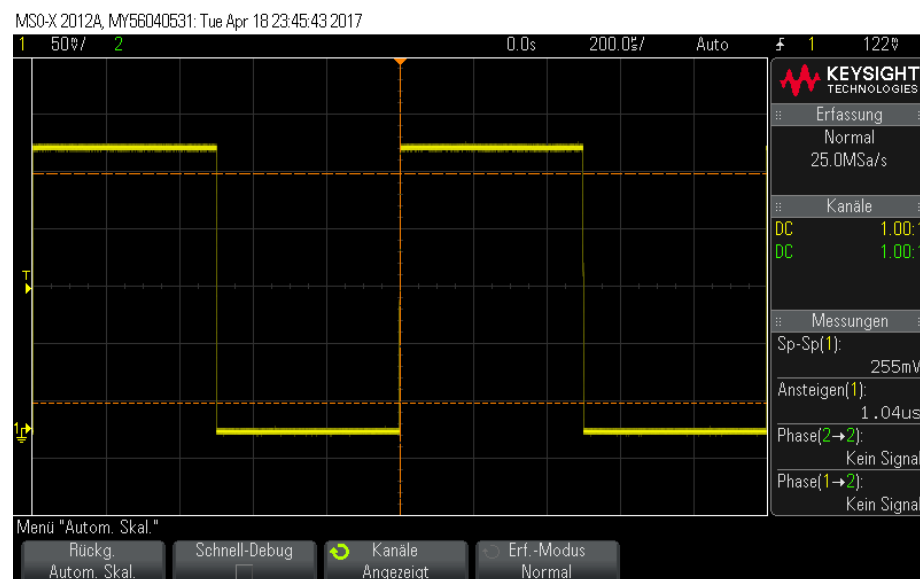 MSO-X 2012A, MY56040531: Tue Apr 18 23:45:43 2017
1 50mV/ 2 0.0s 200.0us/ Auto 1 122mV
KEYSIGHT
TECHNOLOGIES
Erfassung
Normal
25.0MSa/s
Kanäle
DC 1.00:1
DC 1.00:1
T
1
Messungen
Sp-Sp(1):
255mV
Ansteigen(1):
1.04us
Phase(2→2):
Kein Signal
Phase(1→2):
Kein Signal
Menü "Autom. Skal."
Rückg.
Autom. Skal.
Schnell-Debug
Kanäle
Angezeigt
Erf.-Modus
Normal